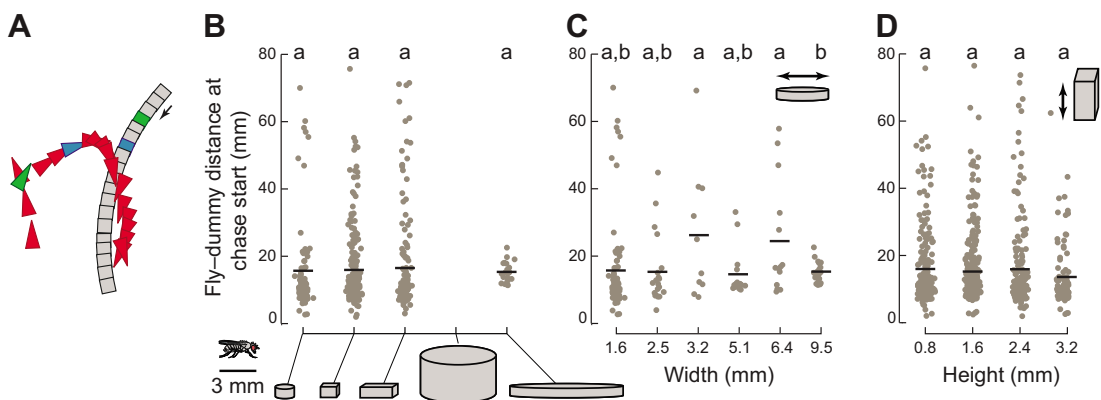 A
B
Fly–dummy distance at
chase start (mm)
80
60
40
20
0
a a a a
3 mm
C
80
60
40
20
0
a,b a,b a a,b a b
1.6 2.5 3.2 5.1 6.4 9.5
Width (mm)
D
80
60
40
20
0
a a a a
0.8 1.6 2.4 3.2
Height (mm)